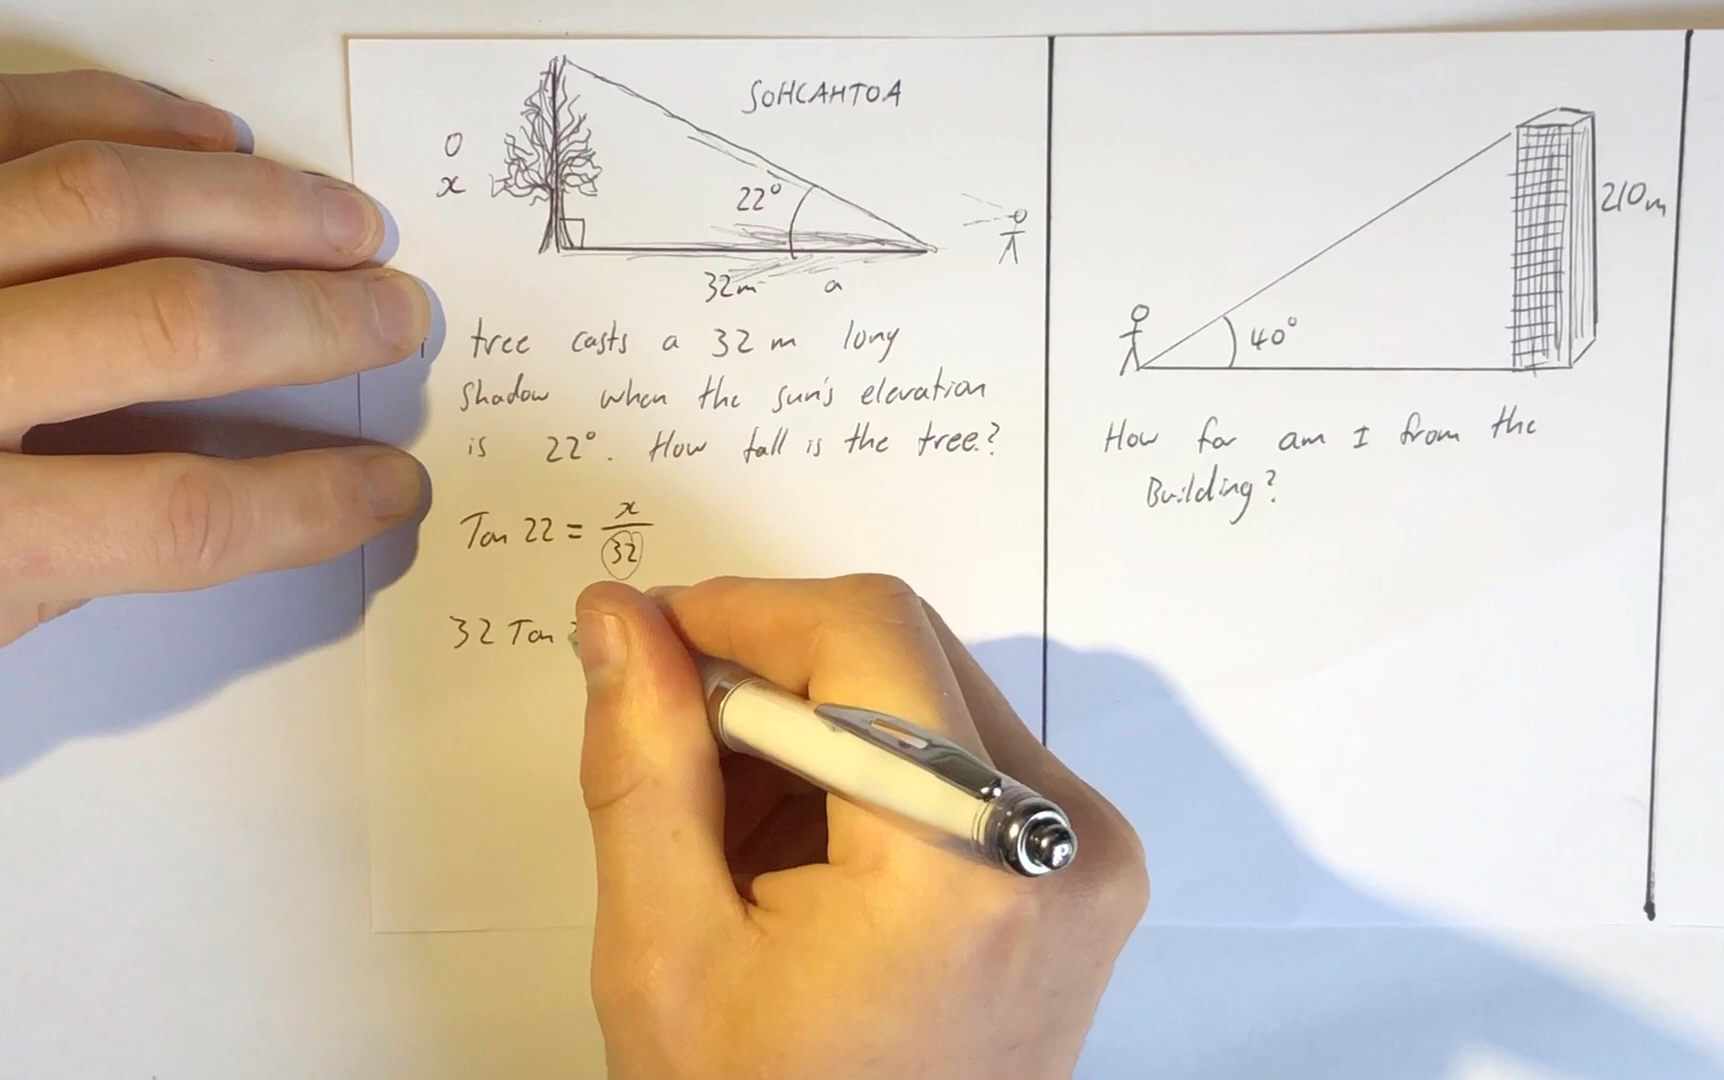 SOHCAHTOA
O
x
22°
32m a
tree casts a 32 m long
shadow when the sun's elevation
is 22°. How tall is the tree?
Tan 22 = x
32
32 Tan
210m
40°
How far am I from the
Building?